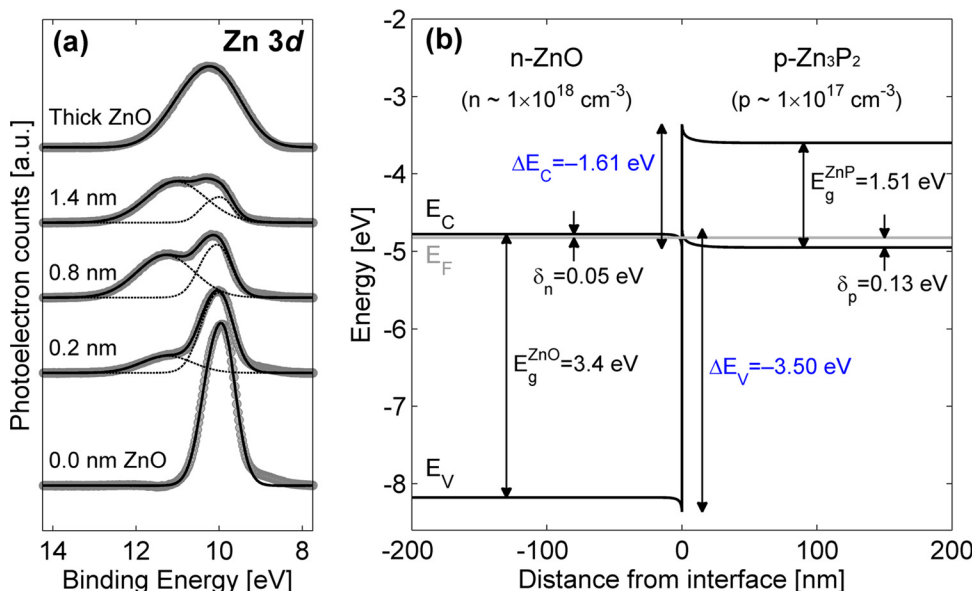 (a)
Zn 3d
Thick ZnO
1.4 nm
0.8 nm
0.2 nm
0.0 nm ZnO
14 12 10 8
Binding Energy [eV]
Photoelectron counts [a.u.]
(b)
n-ZnO
(n ~ 1×10¹⁸ cm⁻³)
p-Zn₃P₂
(p ~ 1×10¹⁷ cm⁻³)
ΔE_C=−1.61 eV
E_g^ZnP=1.51 eV
E_C
E_F
δ_n=0.05 eV
δ_p=0.13 eV
E_g^ZnO=3.4 eV
ΔE_V=−3.50 eV
E_V
-2
-3
-4
-5
-6
-7
-8
Energy [eV]
-200 -100 0 100 200
Distance from interface [nm]